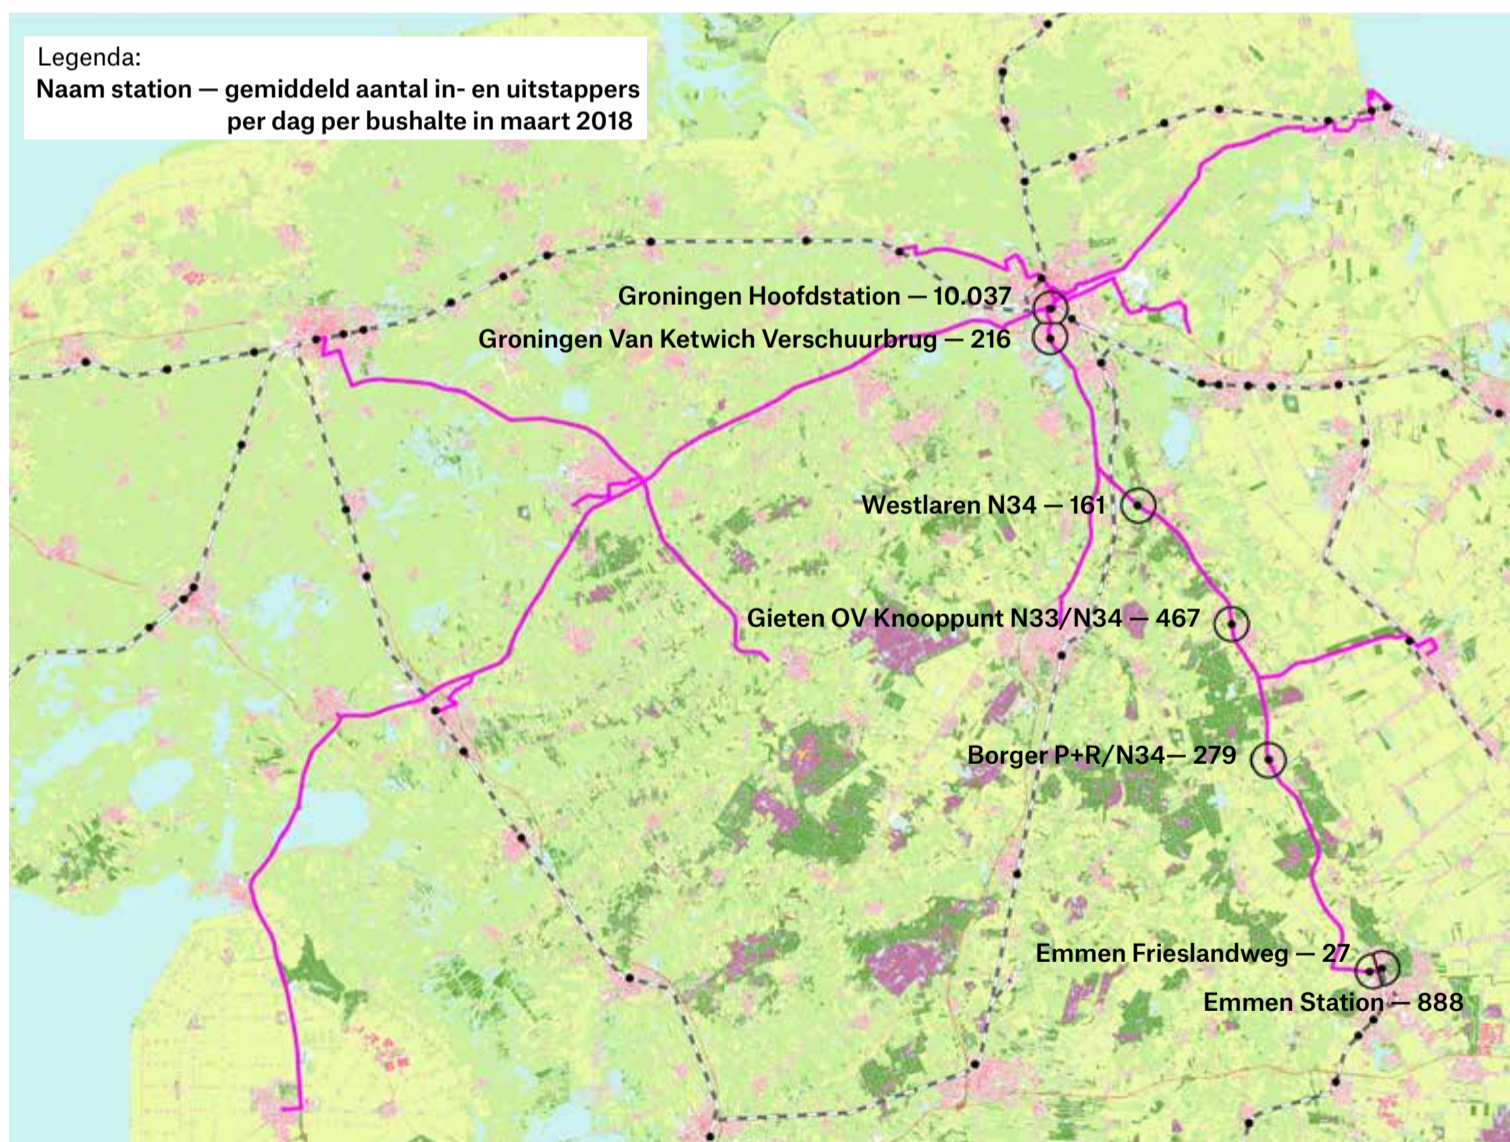 Legenda:
Naam station — gemiddeld aantal in- en uitstappers
per dag per bushalte in maart 2018
Groningen Hoofdstation — 10.037
Groningen Van Ketwich Verschuurbrug — 216
Westlaren N34 — 161
Gieten OV Knooppunt N33/N34 — 467
Borger P+R/N34— 279
Emmen Frieslandweg — 27
Emmen Station — 888